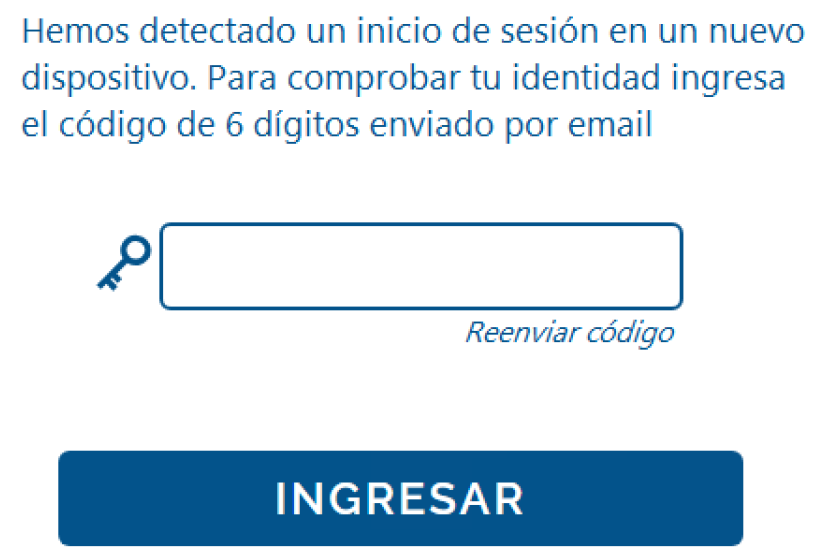 Hemos detectado un inicio de sesión en un nuevo
dispositivo. Para comprobar tu identidad ingresa
el código de 6 dígitos enviado por email
Reenviar código
INGRESAR